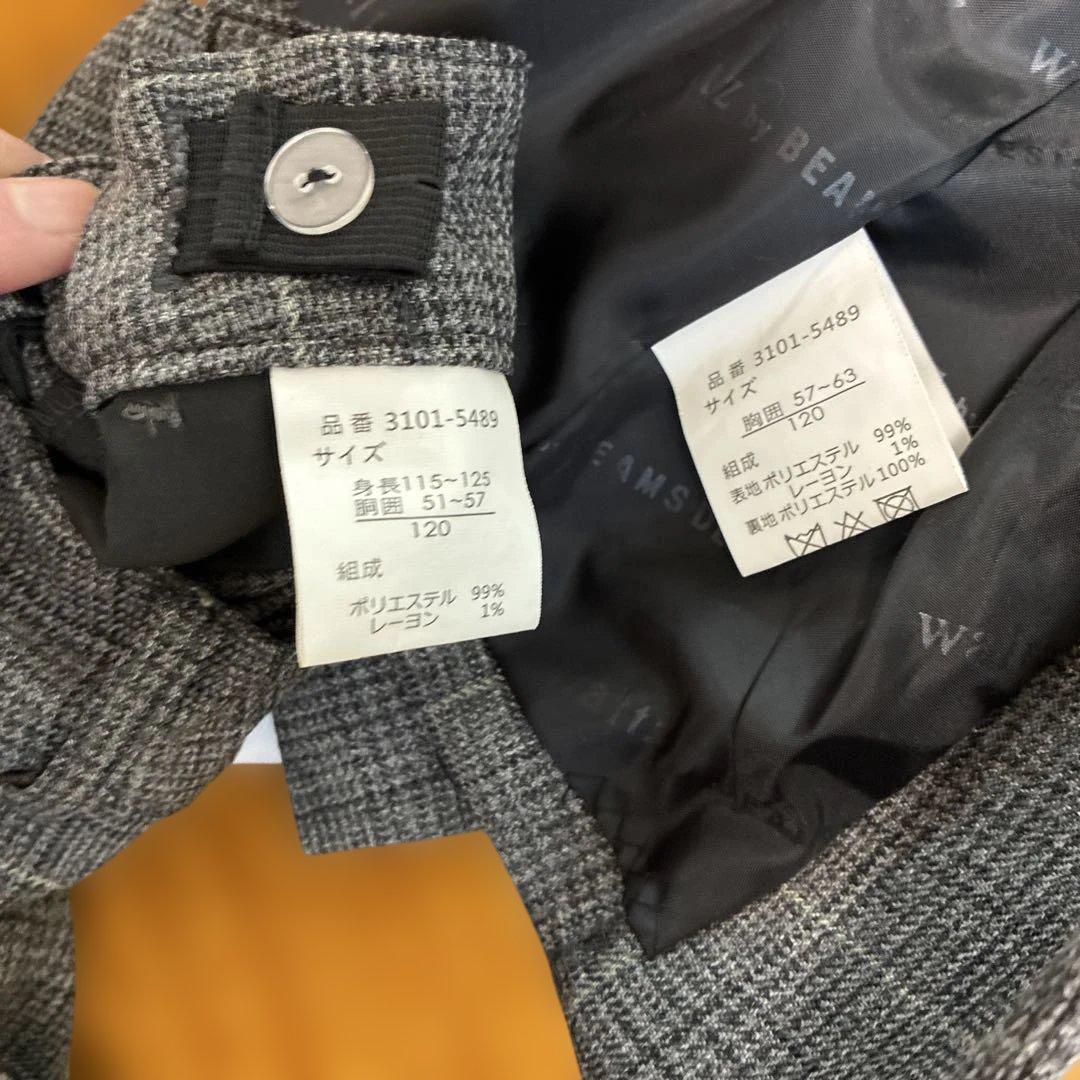 品番 3101-5489
サイズ
身長115~125
胴囲 51~57
120
組成
ポリエステル 99%
レーヨン 1%
品番 3101-5489
サイズ
胸囲 57~63
120
組成
表地 ポリエステル 99%
レーヨン 1%
裏地 ポリエステル 100%
BY BEAM
EAMS D
W